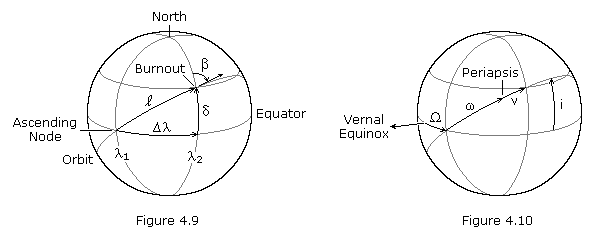 North
Burnout
β
ℓ
δ
Equator
Ascending
Node
Δλ
Orbit
λ1
λ2
Figure 4.9
Periapsis
Vernal
Equinox
Ω
ω
ν
i
Figure 4.10